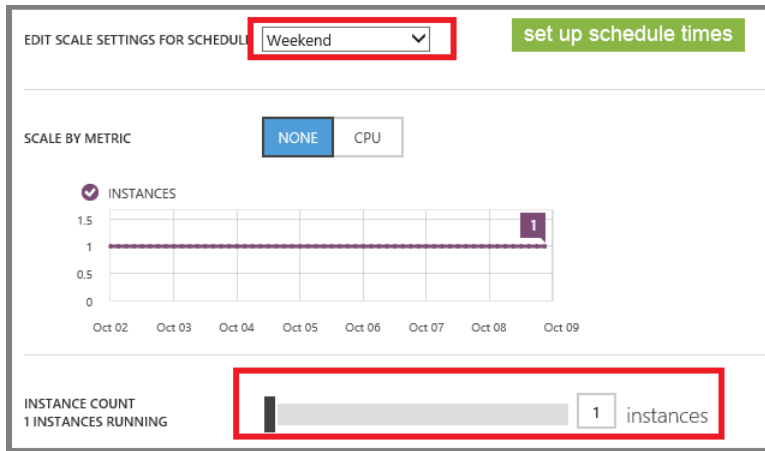 EDIT SCALE SETTINGS FOR SCHEDUL Weekend set up schedule times
SCALE BY METRIC NONE CPU
INSTANCES
1.5
1
1
0.5
0
Oct 02 Oct 03 Oct 04 Oct 05 Oct 06 Oct 07 Oct 08 Oct 09
INSTANCE COUNT
1 INSTANCES RUNNING
1 instances